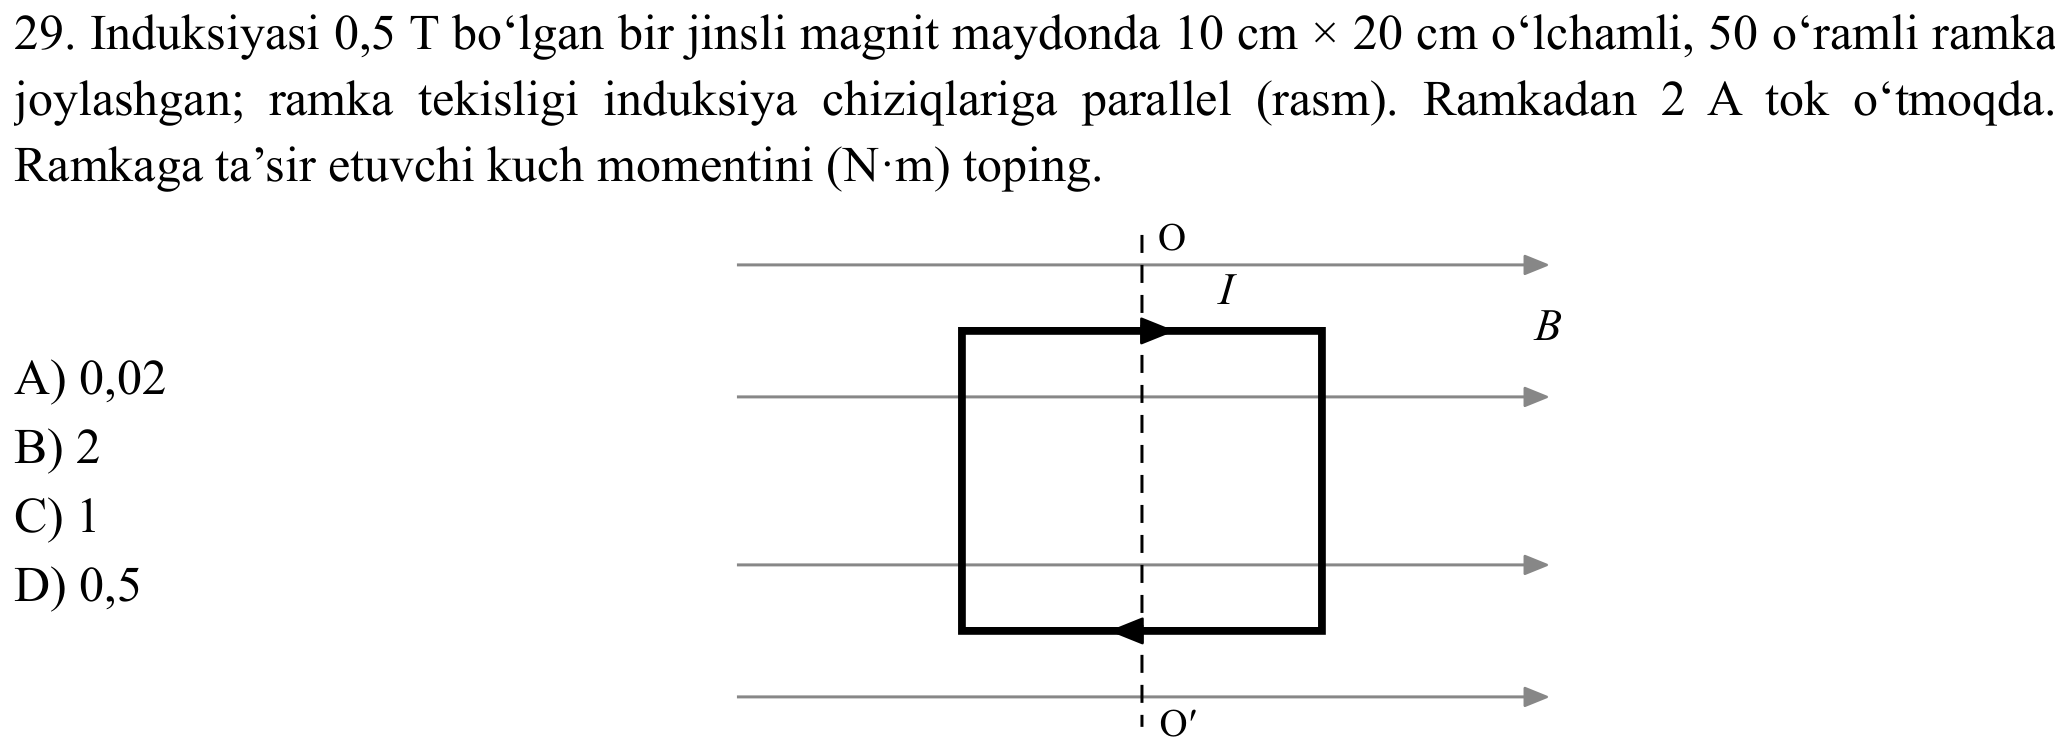 29. Induksiyasi 0,5 T bo‘lgan bir jinsli magnit maydonda 10 cm × 20 cm o‘lchamli, 50 o‘ramli ramka
joylashgan; ramka tekisligi induksiya chiziqlariga parallel (rasm). Ramkadan 2 A tok o‘tmoqda.
Ramkaga ta’sir etuvchi kuch momentini (N·m) toping.
O
I
B
A) 0,02
B) 2
C) 1
D) 0,5
O′